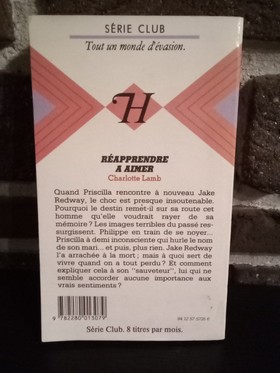 SÉRIE CLUB
Tout un monde d'évasion.
H
RÉAPPRENDRE
A AIMER
Charlotte Lamb
Quand Priscilla rencontre à nouveau Jake
Redway, le choc est presque insoutenable.
Pourquoi le destin remet-il sur sa route cet
homme qu'elle voudrait rayer de sa
mémoire ? Les images terribles du passé res-
surgissent. Philippe en train de se noyer...
Priscilla à demi inconsciente qui hurle le nom
de son mari... et puis, plus rien. Jake Redway
l'a arrachée à la mort ; mais à quoi sert de
vivre quand on a tout perdu ? Et comment
expliquer cela à son "sauveteur", lui qui ne
semble accorder aucune importance aux
vrais sentiments ?
9 782280 013079
Série Club. 8 titres par mois.